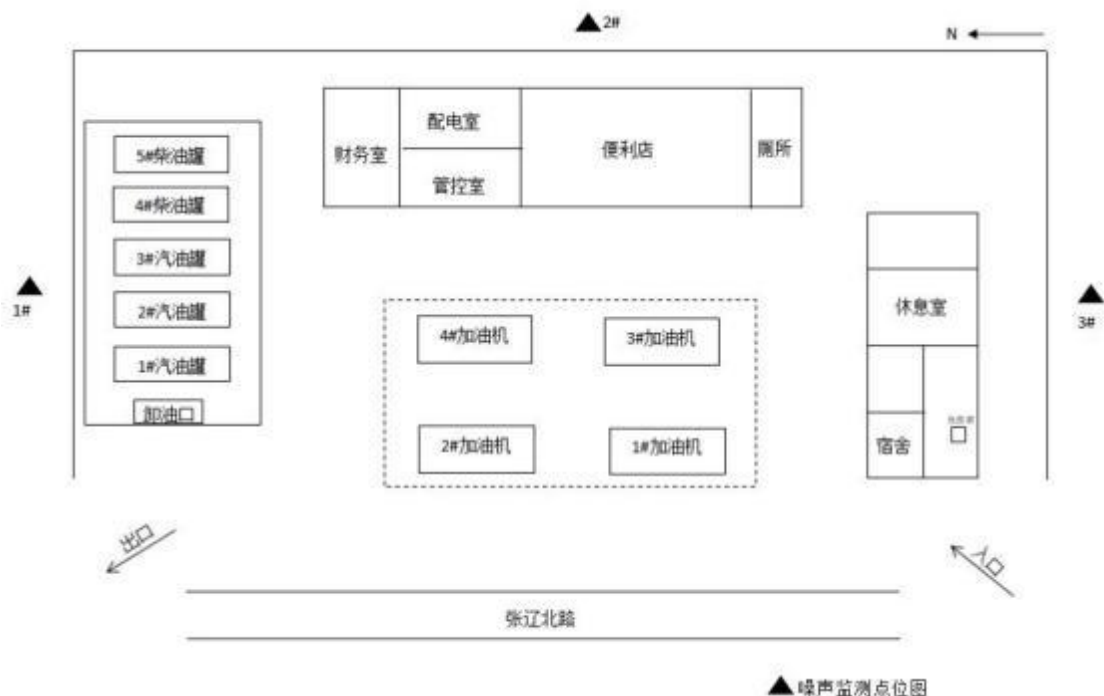 2#
N
配电室
财务室
便利店
厕所
管控室
5#柴油罐
4#柴油罐
3#汽油罐
2#汽油罐
1#汽油罐
卸油口
1#
休息室
3#
4#加油机
3#加油机
2#加油机
1#加油机
宿舍
出口
入口
张辽北路
噪声监测点位图